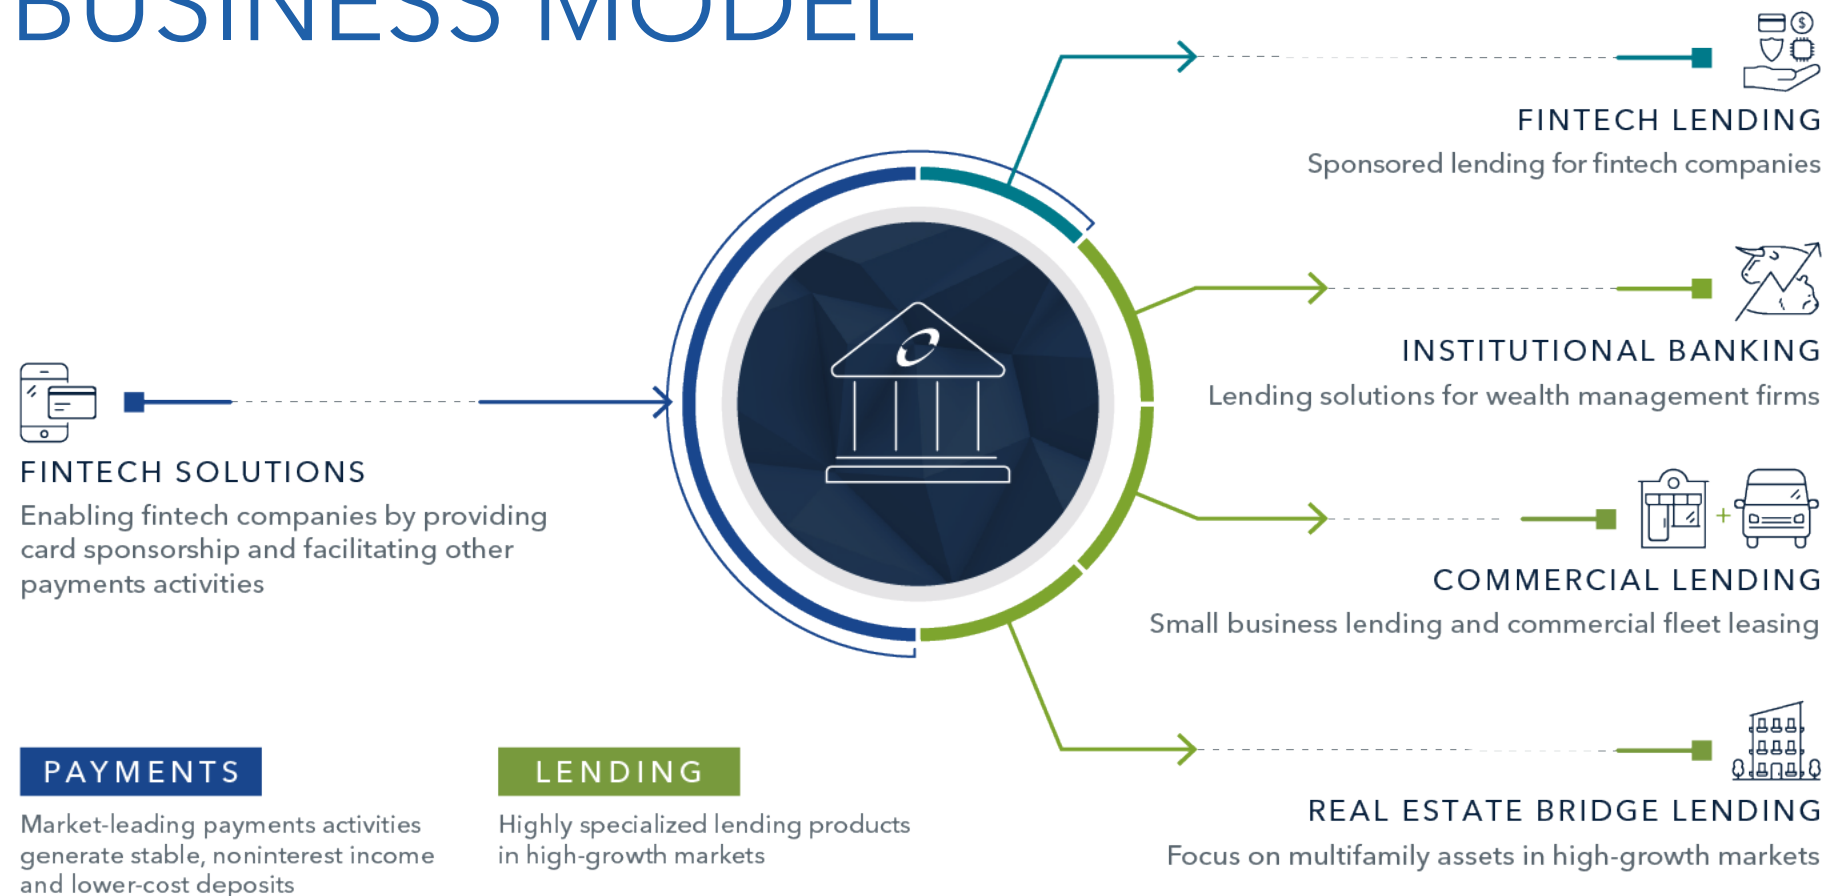 BUSINESS MODEL
FINTECH LENDING
Sponsored lending for fintech companies
INSTITUTIONAL BANKING
Lending solutions for wealth management firms
FINTECH SOLUTIONS
Enabling fintech companies by providing
card sponsorship and facilitating other
payments activities
COMMERCIAL LENDING
Small business lending and commercial fleet leasing
REAL ESTATE BRIDGE LENDING
Focus on multifamily assets in high-growth markets
PAYMENTS
Market-leading payments activities
generate stable, noninterest income
and lower-cost deposits
LENDING
Highly specialized lending products
in high-growth markets